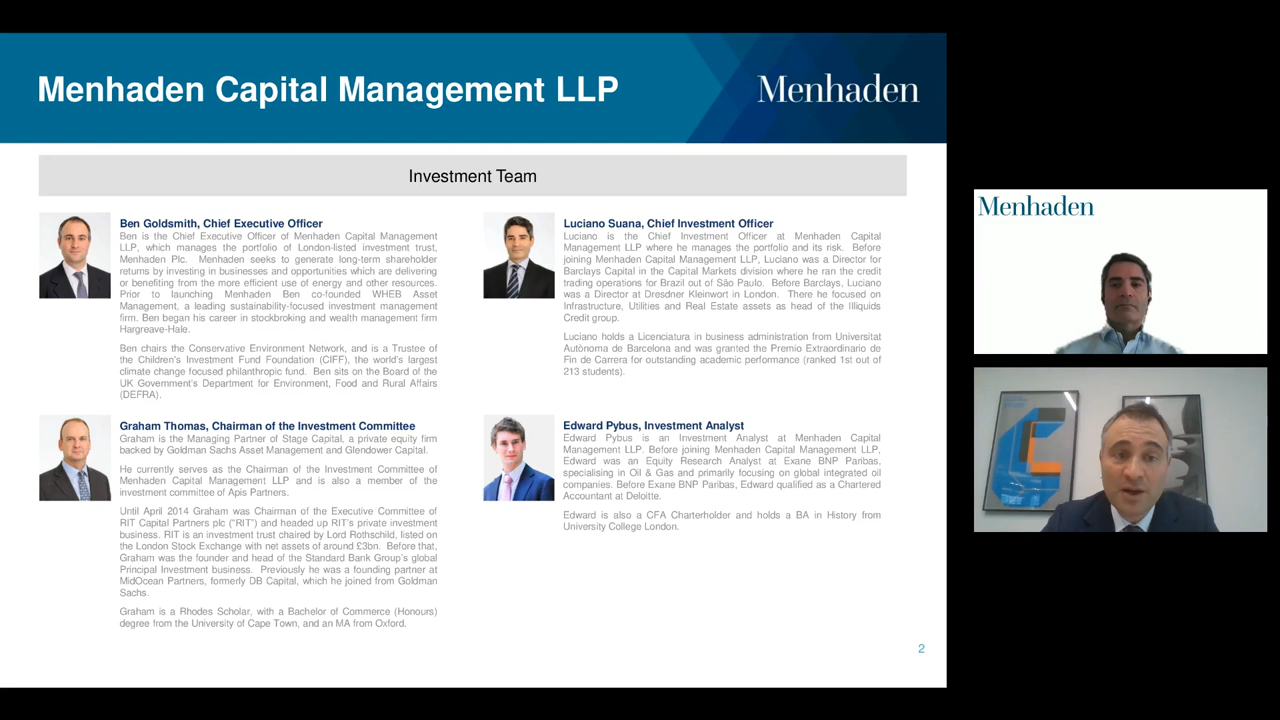 Menhaden Capital Management LLP
Menhaden
Investment Team
Ben Goldsmith, Chief Executive Officer
Ben is the Chief Executive Officer of Menhaden Capital Management
LLP, which manages the portfolio of London-listed investment trust,
Menhaden Plc. Menhaden seeks to generate long-term shareholder
returns by investing in businesses and opportunities which are delivering
or benefiting from the more efficient use of energy and other resources.
Prior to launching Menhaden Ben co-founded WHEB Asset
Management, a leading sustainability-focused investment management
firm. Ben began his career in stockbroking and wealth management firm
Hargreave-Hale.
Ben chairs the Conservative Environment Network, and is a Trustee of
the Children's Investment Fund Foundation (CIFF), the world's largest
climate change focused philanthropic fund. Ben sits on the Board of the
UK Government's Department for Environment, Food and Rural Affairs
(DEFRA).
Luciano Suana, Chief Investment Officer
Luciano is the Chief Investment Officer at Menhaden Capital
Management LLP where he manages the portfolio and its risk. Before
joining Menhaden Capital Management LLP, Luciano was a Director for
Barclays Capital in the Capital Markets division where he ran the credit
trading operations for Brazil out of São Paulo. Before Barclays, Luciano
was a Director at Dresdner Kleinwort in London. There he focused on
Infrastructure, Utilities and Real Estate assets as head of the Illiquids
Credit group.
Luciano holds a Licenciatura in business administration from Universitat
Autònoma de Barcelona and was granted the Premio Extraordinario de
Fin de Carrera for outstanding academic performance (ranked 1st out of
213 students).
Graham Thomas, Chairman of the Investment Committee
Graham is the Managing Partner of Stage Capital, a private equity firm
backed by Goldman Sachs Asset Management and Glendower Capital.
He currently serves as the Chairman of the Investment Committee of
Menhaden Capital Management LLP and is also a member of the
investment committee of Apis Partners.
Until April 2014 Graham was Chairman of the Executive Committee of
RIT Capital Partners plc ("RIT") and headed up RIT's private investment
business. RIT is an investment trust chaired by Lord Rothschild, listed on
the London Stock Exchange with net assets of around £3bn. Before that,
Graham was the founder and head of the Standard Bank Group's global
Principal Investment business. Previously he was a founding partner at
MidOcean Partners, formerly DB Capital, which he joined from Goldman
Sachs.
Graham is a Rhodes Scholar, with a Bachelor of Commerce (Honours)
degree from the University of Cape Town, and an MA from Oxford.
Edward Pybus, Investment Analyst
Edward Pybus is an Investment Analyst at Menhaden Capital
Management LLP. Before joining Menhaden Capital Management LLP,
Edward was an Equity Research Analyst at Exane BNP Paribas,
specialising in Oil & Gas and primarily focusing on global integrated oil
companies. Before Exane BNP Paribas, Edward qualified as a Chartered
Accountant at Deloitte.
Edward is also a CFA Charterholder and holds a BA in History from
University College London.
2
Menhaden